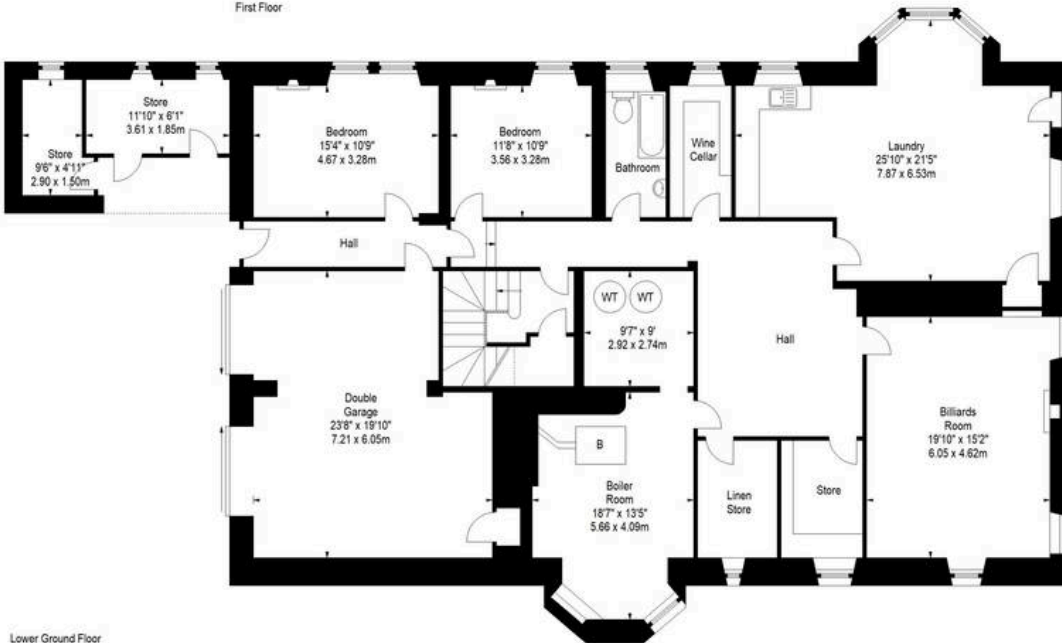 First Floor
Store
11'10" x 6'1"
3.61 x 1.85m
Store
9'6" x 4'11"
2.90 x 1.50m
Bedroom
15'4" x 10'9"
4.67 x 3.28m
Bedroom
11'8" x 10'9"
3.56 x 3.28m
Bathroom
Wine
Cellar
Laundry
25'10" x 21'5"
7.87 x 6.53m
Hall
WT
WT
9'7" x 9'
2.92 x 2.74m
Hall
Double
Garage
23'8" x 19'10"
7.21 x 6.05m
B
Boiler
Room
18'7" x 13'5"
5.66 x 4.09m
Linen
Store
Store
Billiards
Room
19'10" x 15'2"
6.05 x 4.62m
Lower Ground Floor